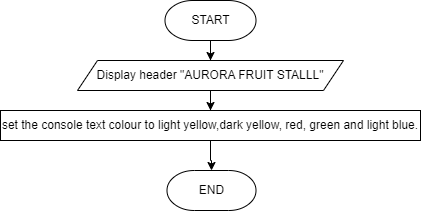 START
Display header "AURORA FRUIT STALLL"
set the console text colour to light yellow,dark yellow, red, green and light blue.
END